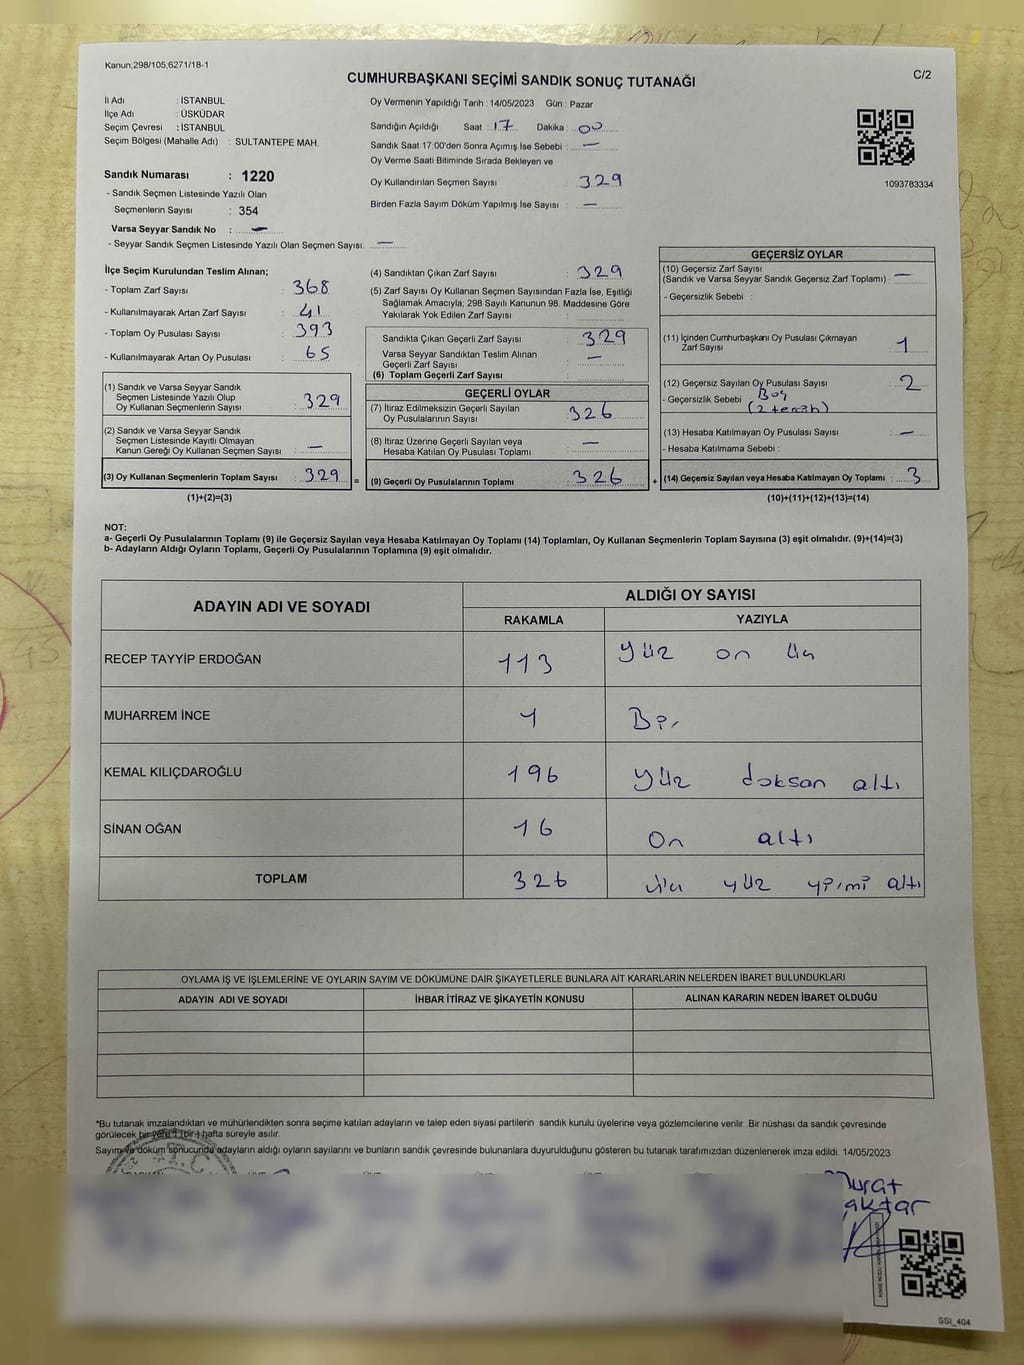 Kanun;298/105,6271/18-1
C/2
CUMHURBAŞKANI SEÇİMİ SANDIK SONUÇ TUTANAĞI
İl Adı : İSTANBUL
İlçe Adı : ÜSKÜDAR
Seçim Çevresi : İSTANBUL
Seçim Bölgesi (Mahalle Adı) : SULTANTEPE MAH.
Sandık Numarası : 1220
- Sandık Seçmen Listesinde Yazılı Olan
Seçmenlerin Sayısı : 354
Varsa Seyyar Sandık No : —
- Seyyar Sandık Seçmen Listesinde Yazılı Olan Seçmen Sayısı: —
Oy Vermenin Yapıldığı Tarih : 14/05/2023 Gün : Pazar
Sandığın Açıldığı Saat : 17 Dakika : 00
Sandık Saat 17:00'den Sonra Açımış İse Sebebi : —
Oy Verme Saati Bitiminde Sırada Bekleyen ve
Oy Kullandırılan Seçmen Sayısı : 329
Birden Fazla Sayım Döküm Yapılmış İse Sayısı : —
1093783334
İlçe Seçim Kurulundan Teslim Alınan;
- Toplam Zarf Sayısı : 368
- Kullanılmayarak Artan Zarf Sayısı : 41
- Toplam Oy Pusulası Sayısı : 393
- Kullanılmayarak Artan Oy Pusulası : 65
(1) Sandık ve Varsa Seyyar Sandık
Seçmen Listesinde Yazılı Olup
Oy Kullanan Seçmenlerin Sayısı : 329
(2) Sandık ve Varsa Seyyar Sandık
Seçmen Listesinde Kayıtlı Olmayan
Kanun Gereği Oy Kullanan Seçmen Sayısı : —
(3) Oy Kullanan Seçmenlerin Toplam Sayısı : 329
(1)+(2)=(3)
=
(4) Sandıktan Çıkan Zarf Sayısı : 329
(5) Zarf Sayısı Oy Kullanan Seçmen Sayısından Fazla İse, Eşitliği
Sağlamak Amacıyla; 298 Sayılı Kanunun 98. Maddesine Göre
Yakılarak Yok Edilen Zarf Sayısı :
Sandıkta Çıkan Geçerli Zarf Sayısı : 329
Varsa Seyyar Sandıktan Teslim Alınan
Geçerli Zarf Sayısı : —
(6) Toplam Geçerli Zarf Sayısı :
GEÇERLİ OYLAR
(7) İtiraz Edilmeksizin Geçerli Sayılan
Oy Pusulalarının Sayısı : 326
(8) İtiraz Üzerine Geçerli Sayılan veya
Hesaba Katılan Oy Pusulası Toplamı : —
(9) Geçerli Oy Pusulalarının Toplamı : 326
+
GEÇERSİZ OYLAR
(10) Geçersiz Zarf Sayısı
(Sandık ve Varsa Seyyar Sandık Geçersiz Zarf Toplamı) : —
- Geçersizlik Sebebi :
(11) İçinden Cumhurbaşkanı Oy Pusulası Çıkmayan
Zarf Sayısı : 1
(12) Geçersiz Sayılan Oy Pusulası Sayısı : 2
- Geçersizlik Sebebi : Boş
(2 tercih)
(13) Hesaba Katılmayan Oy Pusulası Sayısı : —
- Hesaba Katılmama Sebebi :
(14) Geçersiz Sayılan veya Hesaba Katılmayan Oy Toplamı : 3
(10)+(11)+(12)+(13)=(14)
NOT:
a- Geçerli Oy Pusulalarının Toplamı (9) ile Geçersiz Sayılan veya Hesaba Katılmayan Oy Toplamı (14) Toplamları, Oy Kullanan Seçmenlerin Toplam Sayısına (3) eşit olmalıdır. (9)+(14)=(3)
b- Adayların Aldığı Oyların Toplamı, Geçerli Oy Pusulalarının Toplamına (9) eşit olmalıdır.
ADAYIN ADI VE SOYADI ALDIĞI OY SAYISI
RAKAMLA YAZIYLA
RECEP TAYYİP ERDOĞAN 113 yüz on üç
MUHARREM İNCE 1 Bir
KEMAL KILIÇDAROĞLU 196 yüz doksan altı
SİNAN OĞAN 16 On altı
TOPLAM 326 üç yüz yirmi altı
OYLAMA İŞ VE İŞLEMLERİNE VE OYLARIN SAYIM VE DÖKÜMÜNE DAİR ŞİKAYETLERLE BUNLARA AİT KARARLARIN NELERDEN İBARET BULUNDUKLARI
ADAYIN ADI VE SOYADI İHBAR İTİRAZ VE ŞİKAYETİN KONUSU ALINAN KARARIN NEDEN İBARET OLDUĞU
*Bu tutanak imzalandıktan ve mühürlendikten sonra seçime katılan adayların ve talep eden siyasi partilerin sandık kurulu üyelerine veya gözlemcilerine verilir .Bir nüshası da sandık çevresinde
görülecek bir yere 1 (bir) hafta süreyle asılır.
Sayım ve döküm sonucunda adayların aldığı oyların sayılarını ve bunların sandık çevresinde bulunanlara duyurulduğunu gösteren bu tutanak tarafımızdan düzenlenerek imza edildi. 14/05/2023
T.C.
Murat
aktar
SSI_404